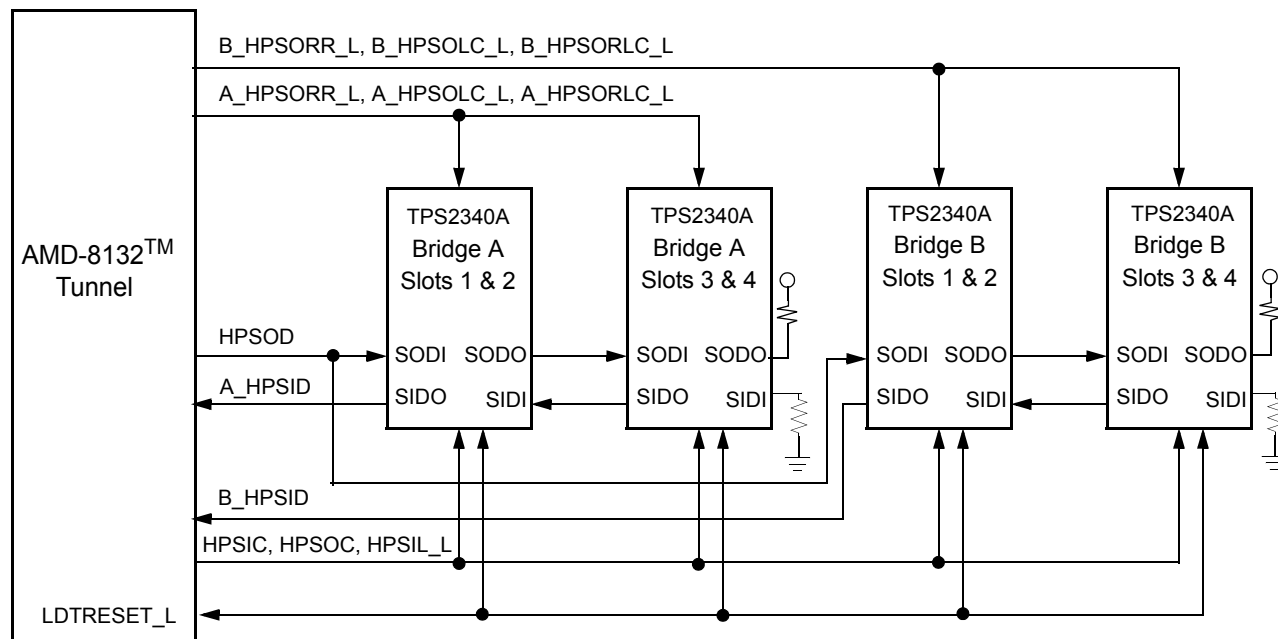 B_HPSORR_L, B_HPSOLC_L, B_HPSORLC_L
A_HPSORR_L, A_HPSOLC_L, A_HPSORLC_L
AMD-8132TM
Tunnel
TPS2340A
Bridge A
Slots 1 & 2
SODI SODO
SIDO SIDI
TPS2340A
Bridge A
Slots 3 & 4
SODI SODO
SIDO SIDI
TPS2340A
Bridge B
Slots 1 & 2
SODI SODO
SIDO SIDI
TPS2340A
Bridge B
Slots 3 & 4
SODI SODO
SIDO SIDI
HPSOD
A_HPSID
B_HPSID
HPSIC, HPSOC, HPSIL_L
LDTRESET_L